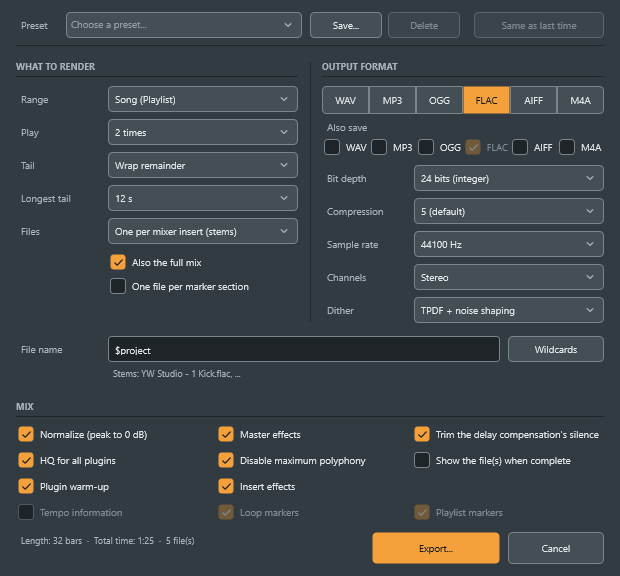 Preset Choose a preset... Save... Delete Same as last time
WHAT TO RENDER
Range Song (Playlist)
Play 2 times
Tail Wrap remainder
Longest tail 12 s
Files One per mixer insert (stems)
Also the full mix
One file per marker section
OUTPUT FORMAT
WAV MP3 OGG FLAC AIFF M4A
Also save
WAV MP3 OGG FLAC AIFF M4A
Bit depth 24 bits (integer)
Compression 5 (default)
Sample rate 44100 Hz
Channels Stereo
Dither TPDF + noise shaping
File name $project Wildcards
Stems: YW Studio - 1 Kick.flac, ...
MIX
Normalize (peak to 0 dB) Master effects Trim the delay compensation's silence
HQ for all plugins Disable maximum polyphony Show the file(s) when complete
Plugin warm-up Insert effects
Tempo information Loop markers Playlist markers
Length: 32 bars · Total time: 1:25 · 5 file(s) Export... Cancel